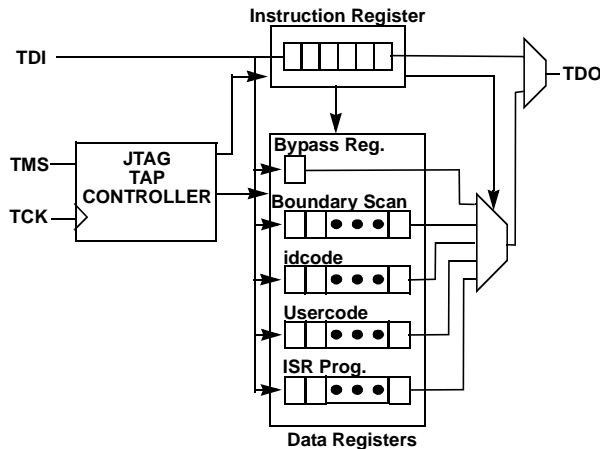 Instruction Register
TDI
TDO
JTAG
TAP
CONTROLLER
TMS
TCK
Bypass Reg.
Boundary Scan
idcode
Usercode
ISR Prog.
Data Registers